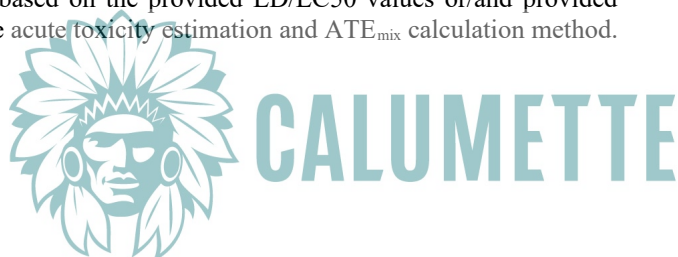 based on the provided LD/LC50 values or/and provided
e acute toxicity estimation and ATEmix calculation method.
CALUMETTE